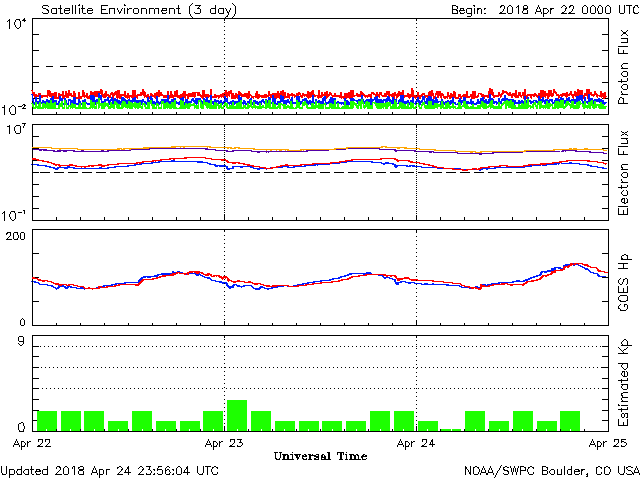 Satellite Environment (3 day) Begin: 2018 Apr 22 0000 UTC
10⁴
Proton Flux
10⁻²
10⁷
Electron Flux
10⁻¹
200
GOES Hp
0
9
Estimated Kp
0
Apr 22 Apr 23 Apr 24 Apr 25
Universal Time
Updated 2018 Apr 24 23:56:04 UTC NOAA/SWPC Boulder, CO USA